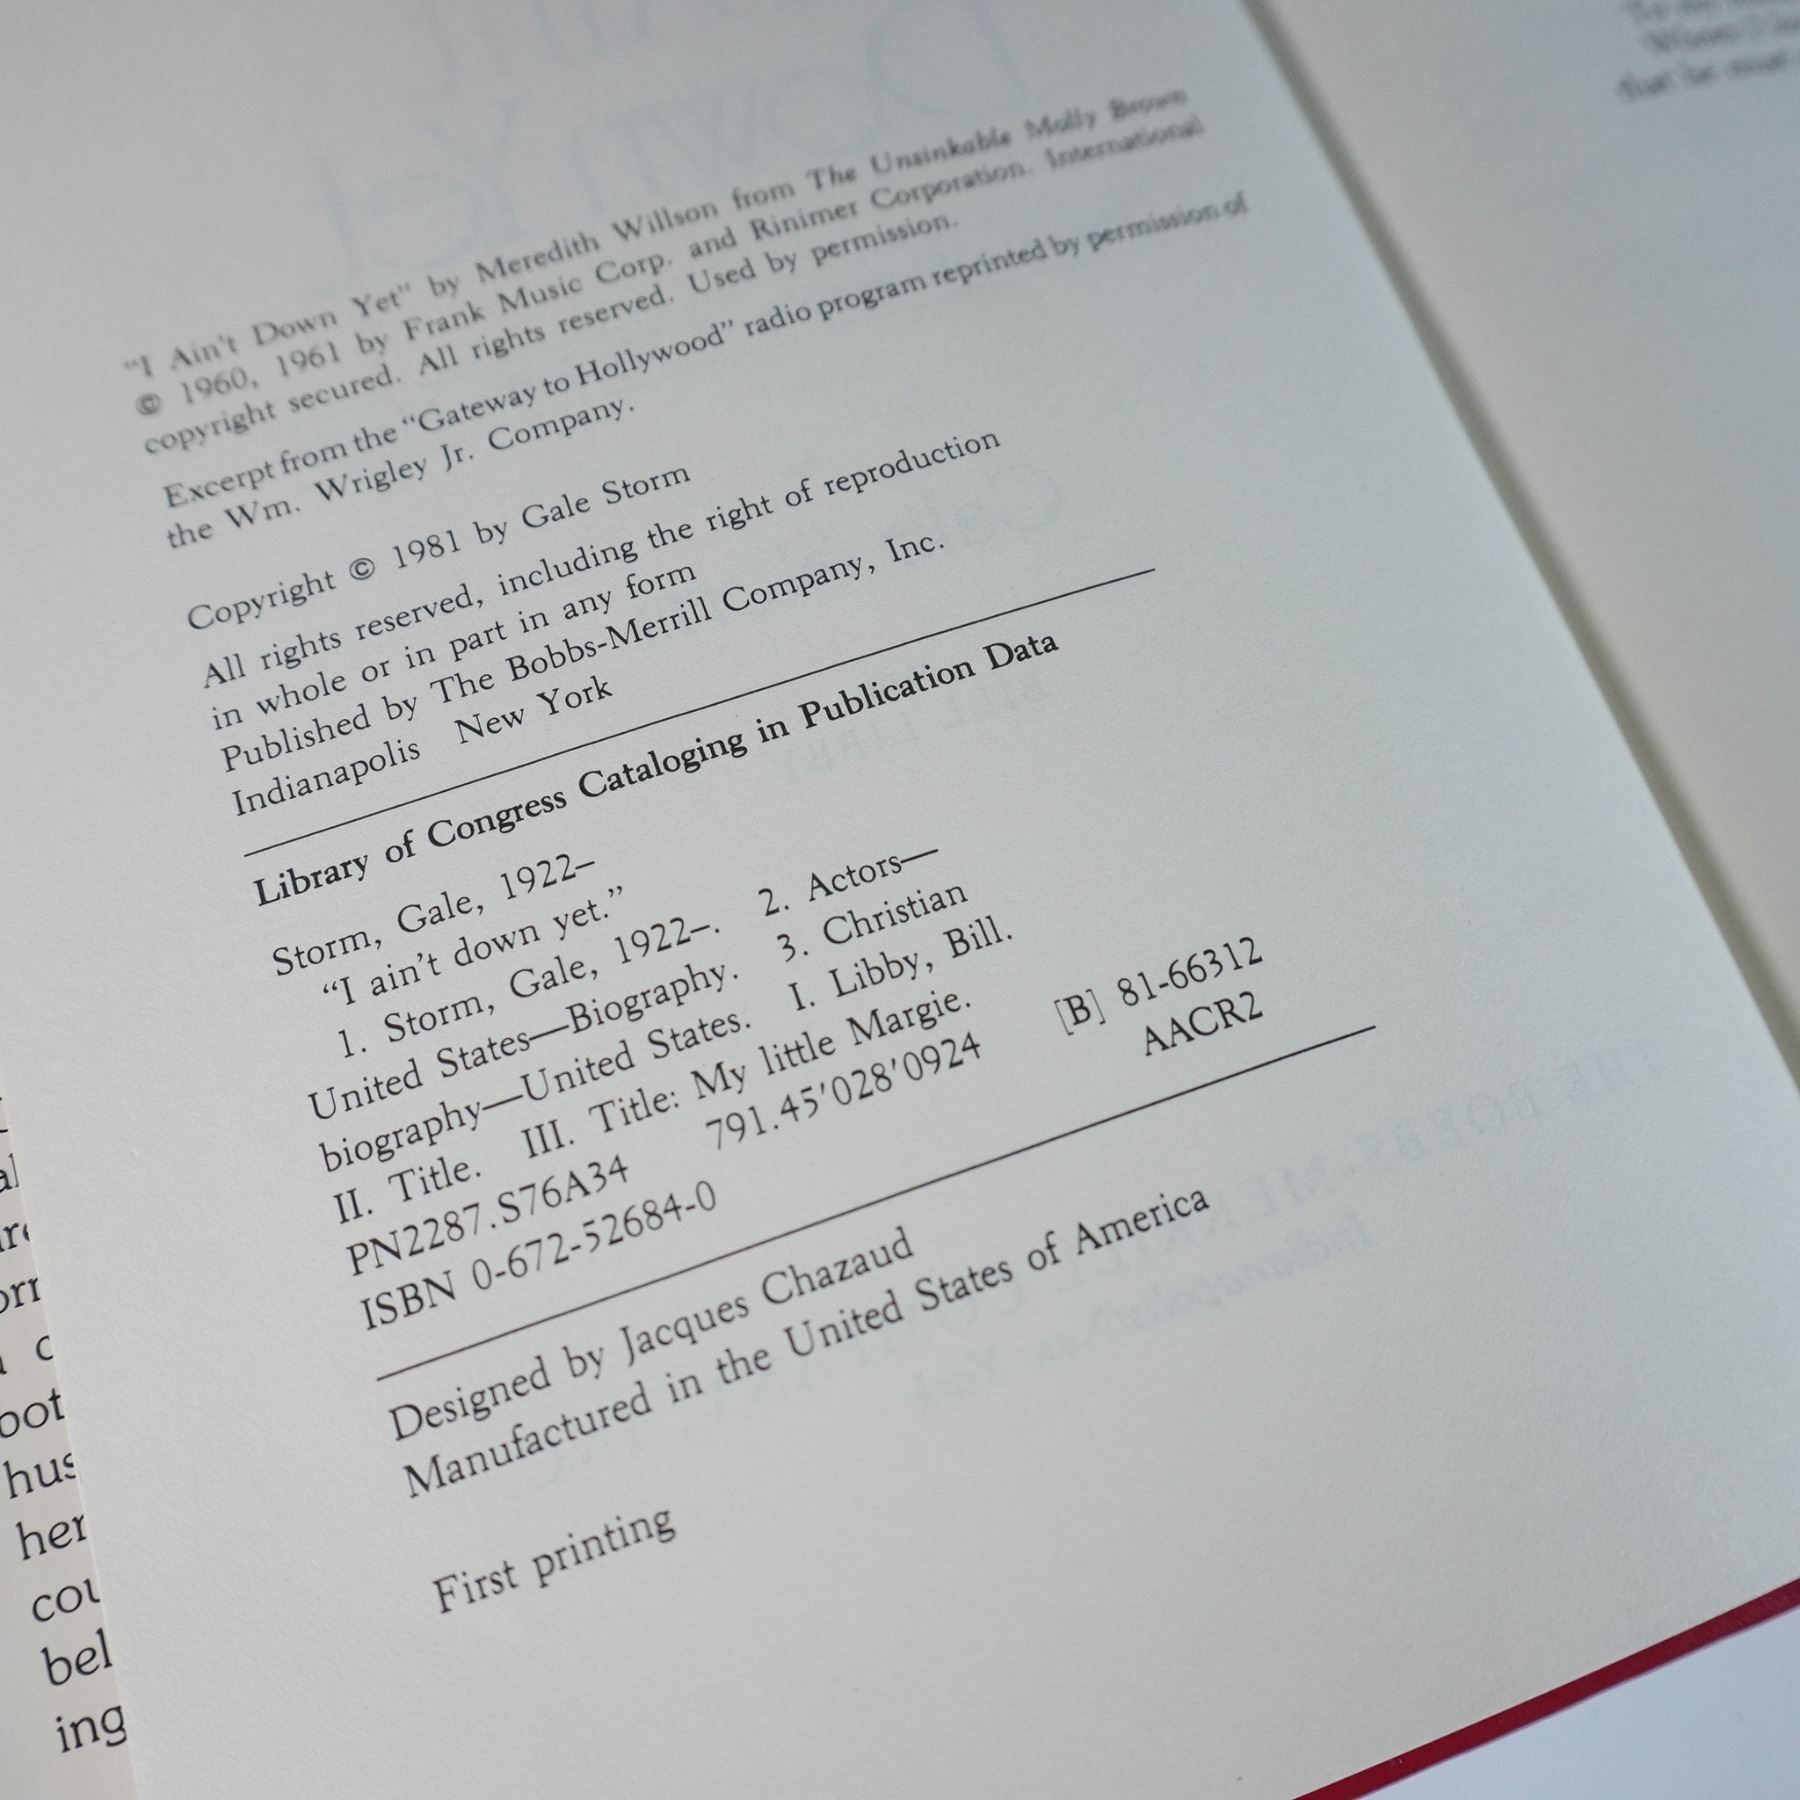 "I Ain't Down Yet" by Meredith Willson from The Unsinkable Molly Brown
© 1960, 1961 by Frank Music Corp. and Rinimer Corporation. International
copyright secured. All rights reserved. Used by permission.
Excerpt from the "Gateway to Hollywood" radio program reprinted by permission of
the Wm. Wrigley Jr. Company.
Copyright © 1981 by Gale Storm
All rights reserved, including the right of reproduction
in whole or in part in any form
Published by The Bobbs-Merrill Company, Inc.
Indianapolis New York
Library of Congress Cataloging in Publication Data
Storm, Gale, 1922–
"I ain't down yet."
1. Storm, Gale, 1922–. 2. Actors—
United States—Biography. 3. Christian
biography—United States. I. Libby, Bill.
II. Title. III. Title: My little Margie.
PN2287.S76A34 791.45'028'0924 [B] 81-66312
ISBN 0-672-52684-0 AACR2
Designed by Jacques Chazaud
Manufactured in the United States of America
First printing
her
bel
ing